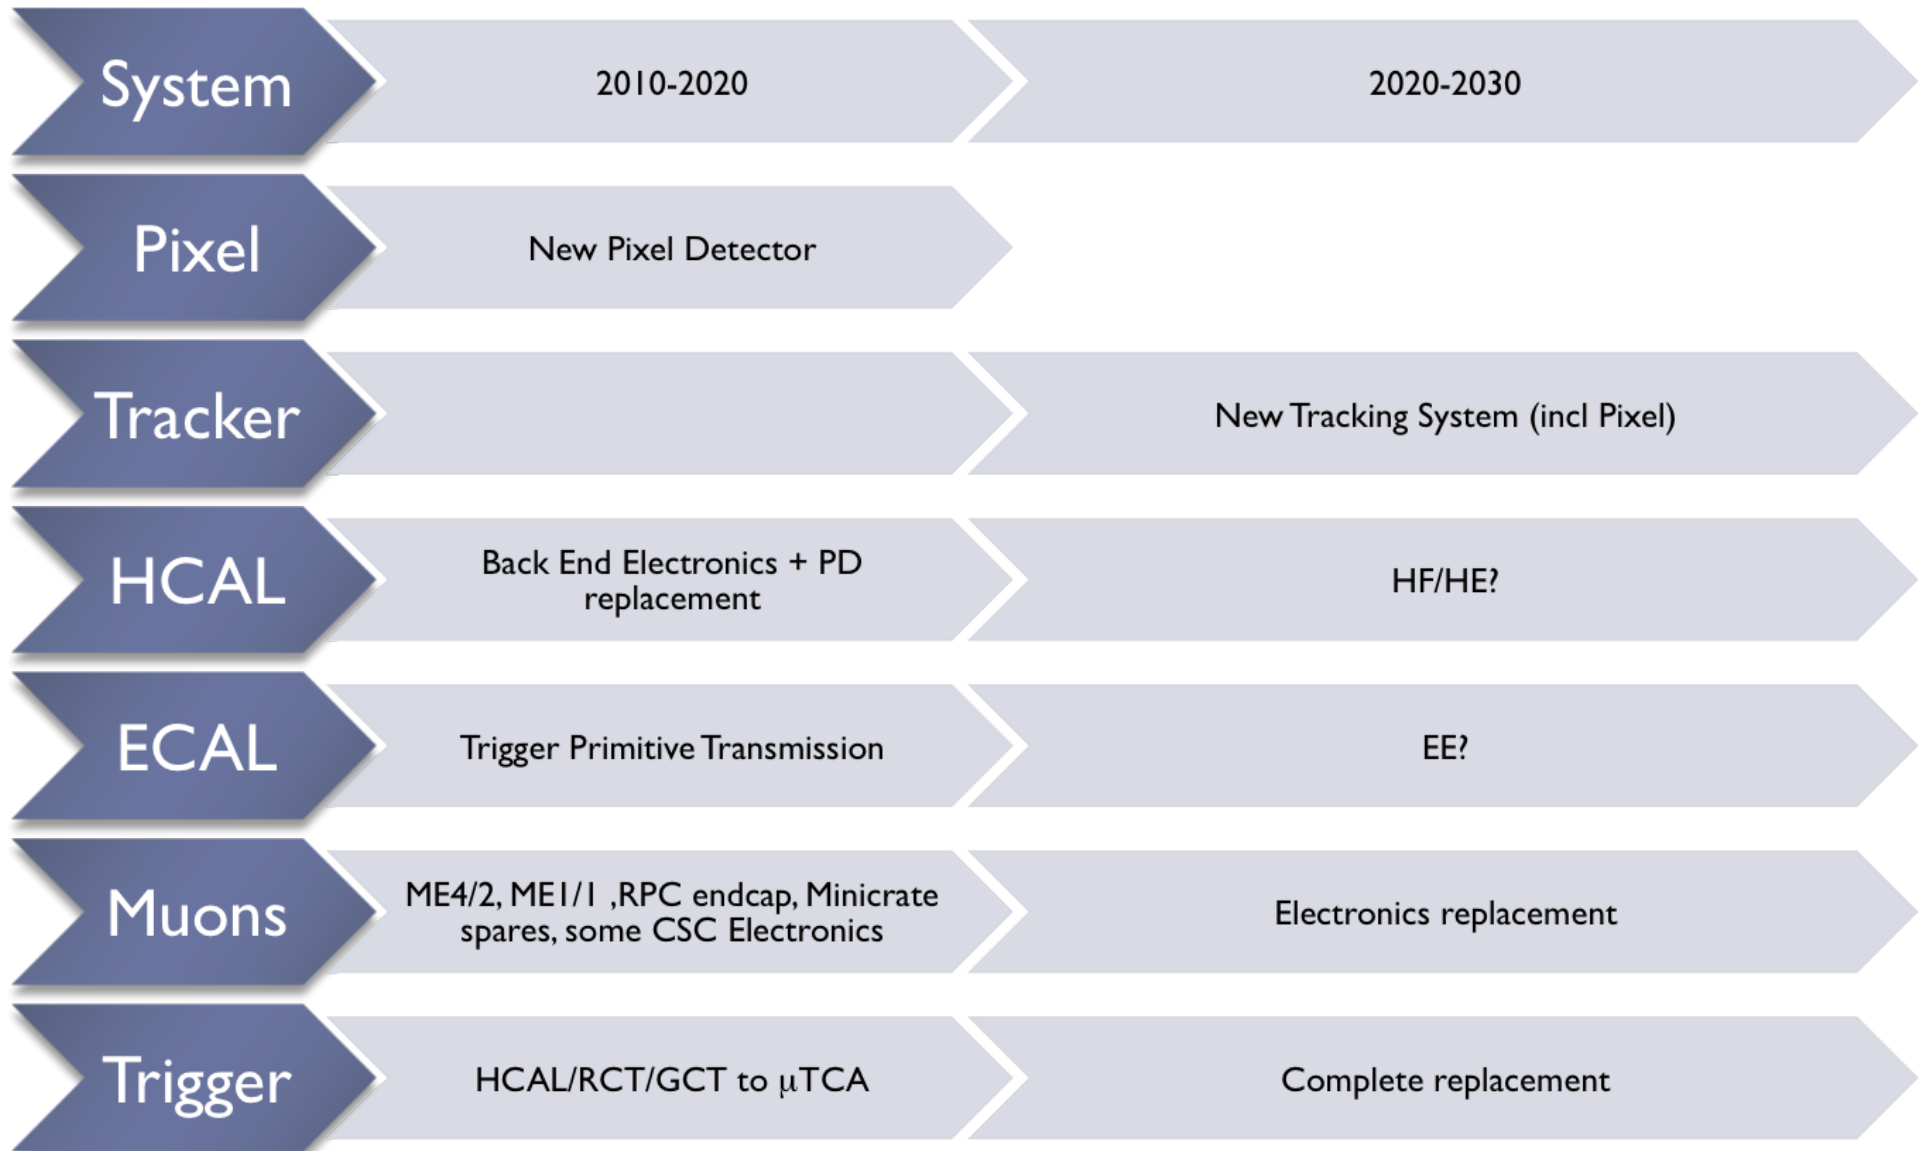 System
2010-2020
2020-2030
Pixel
New Pixel Detector
Tracker
New Tracking System (incl Pixel)
HCAL
Back End Electronics + PD
replacement
HF/HE?
ECAL
Trigger Primitive Transmission
EE?
Muons
ME4/2, ME1/1 ,RPC endcap, Minicrate
spares, some CSC Electronics
Electronics replacement
Trigger
HCAL/RCT/GCT to μTCA
Complete replacement